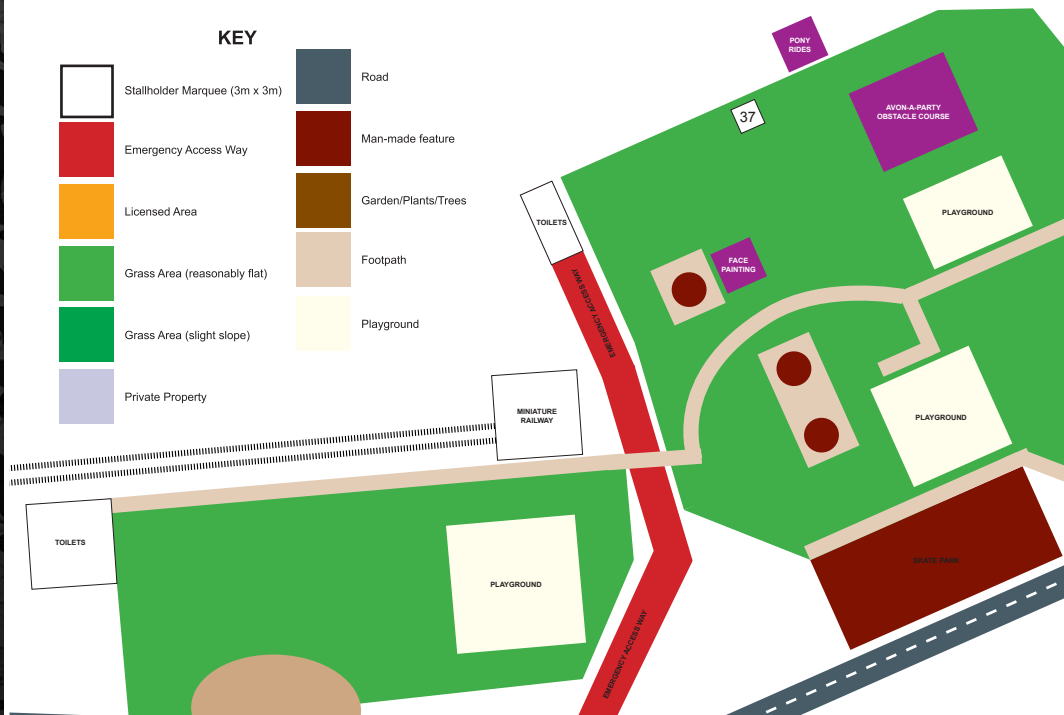 KEY
Stallholder Marquee (3m x 3m)
Emergency Access Way
Licensed Area
Grass Area (reasonably flat)
Grass Area (slight slope)
Private Property
Road
Man-made feature
Garden/Plants/Trees
Footpath
Playground
PONY
RIDES
37
AVON-A-PARTY
OBSTACLE COURSE
PLAYGROUND
TOILETS
FACE
PAINTING
EMERGENCY ACCESS WAY
MINIATURE
RAILWAY
PLAYGROUND
TOILETS
PLAYGROUND
SKATE PARK
EMERGENCY ACCESS WAY